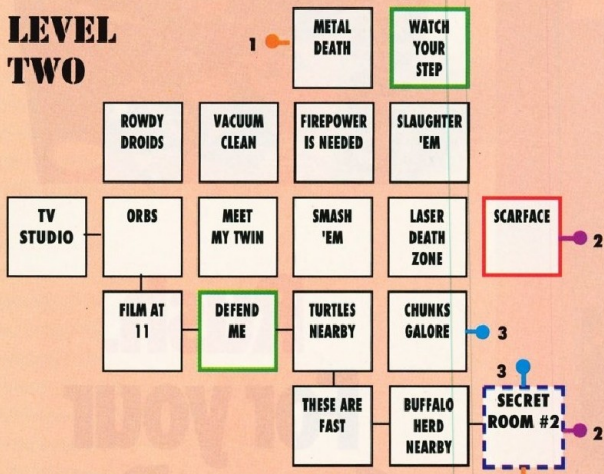 LEVEL
TWO
1
METAL
DEATH
WATCH
YOUR
STEP
ROWDY
DROIDS
VACUUM
CLEAN
FIREPOWER
IS NEEDED
SLAUGHTER
'EM
TV
STUDIO
ORBS
MEET
MY TWIN
SMASH
'EM
LASER
DEATH
ZONE
SCARFACE
2
FILM AT
11
DEFEND
ME
TURTLES
NEARBY
CHUNKS
GALORE
3
3
THESE ARE
FAST
BUFFALO
HERD
NEARBY
SECRET
ROOM #2
2